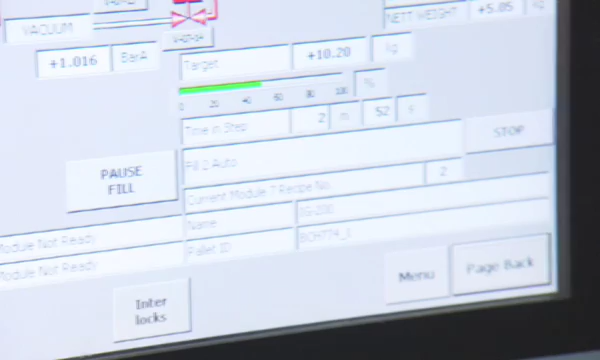 VACUUM
NETT WEIGHT +5.05 kg
+1.016 BarA
Target +10.20 kg
%
0 20 40 60 80 100
Time in Step 2 m 52 s
STOP
PAUSE
FILL
Fill 2 Auto
Current Module 7 Recipe No. 2
Module Not Ready
Name
Module Not Ready
Pallet ID
Menu
Page Back
Inter
locks